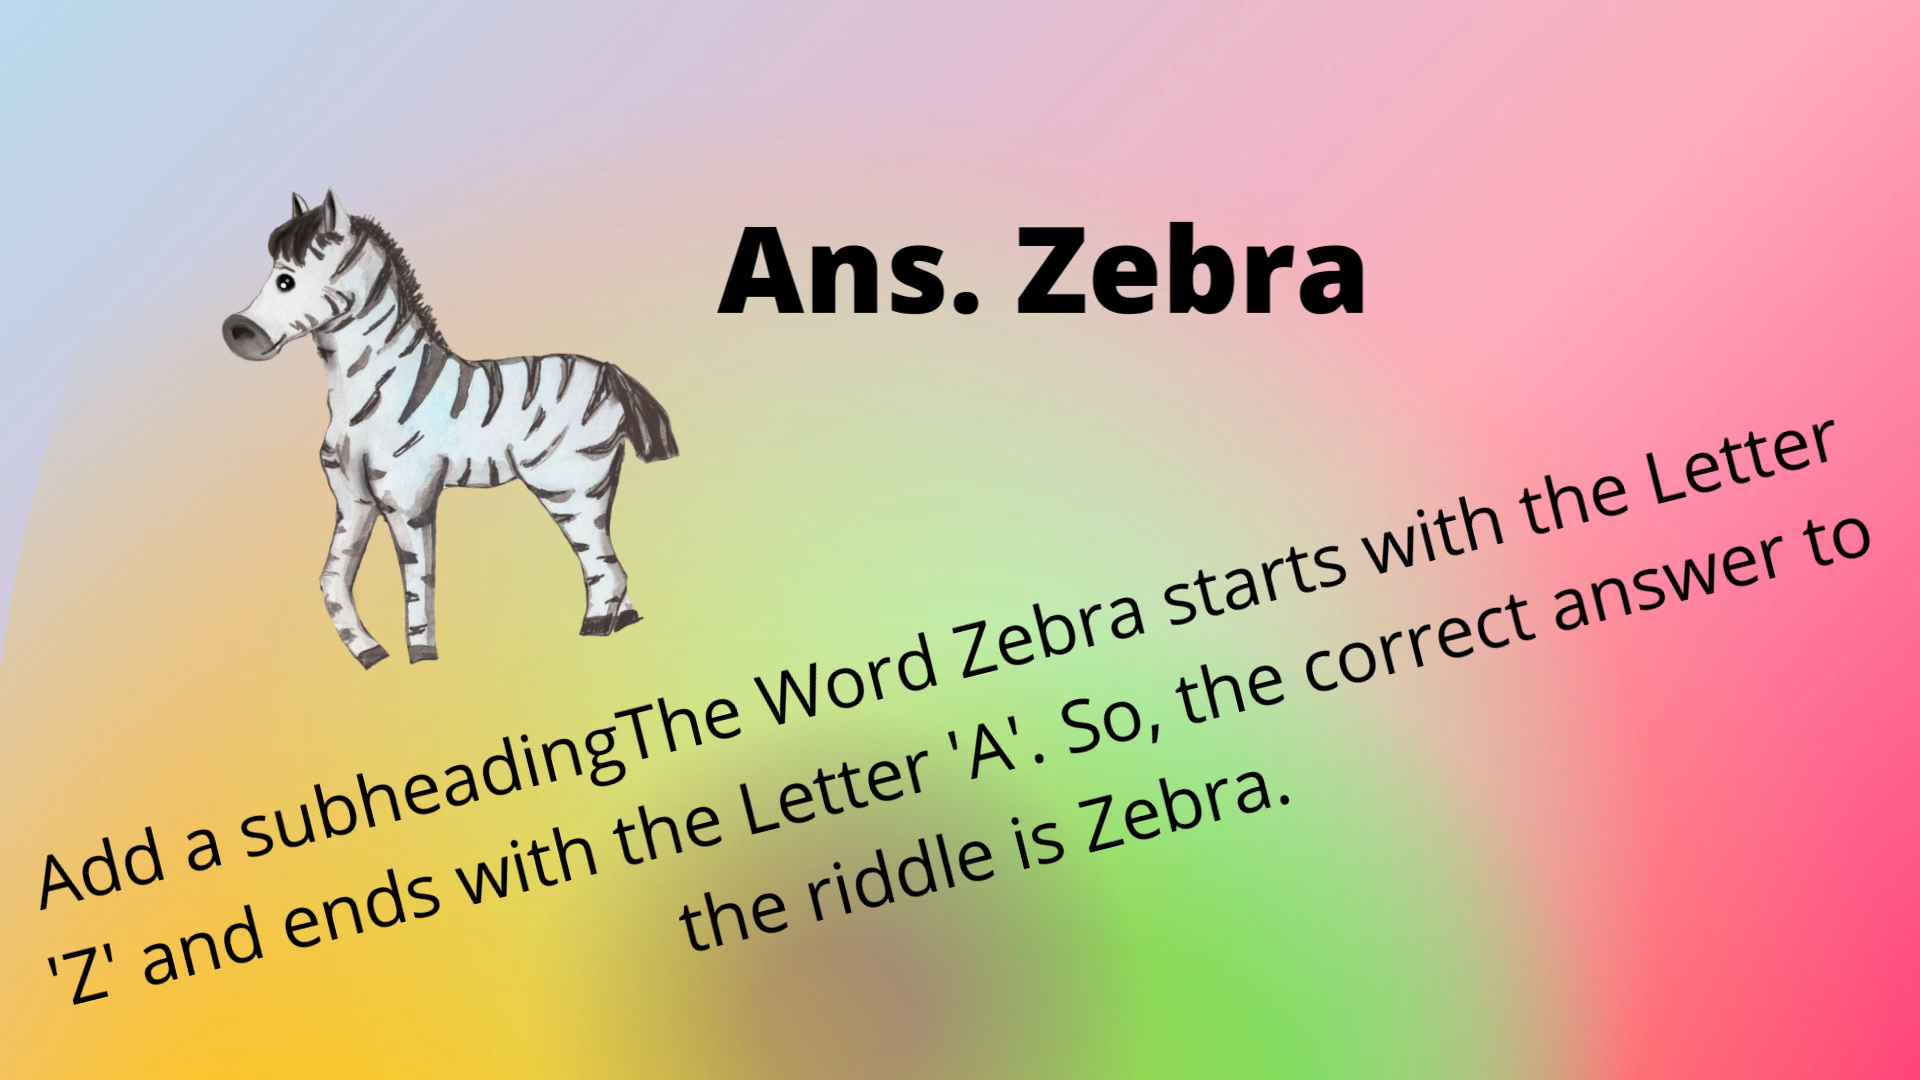 Ans. Zebra
Add a subheadingThe Word Zebra starts with the Letter
'Z' and ends with the Letter 'A'. So, the correct answer to
the riddle is Zebra.